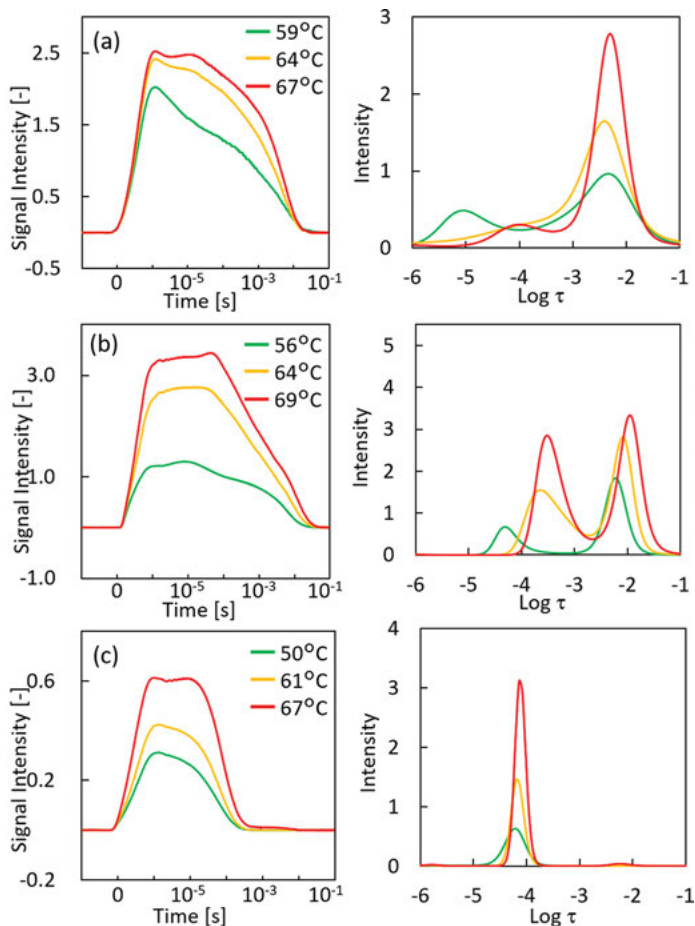 (a)
59°C
64°C
67°C
2.5
1.5
0.5
-0.5
Signal Intensity [-]
0 10⁻⁵ 10⁻³ 10⁻¹
Time [s]
3
2
1
0
Intensity
-6 -5 -4 -3 -2 -1
Log τ
(b)
56°C
64°C
69°C
3.0
1.0
-1.0
Signal Intensity [-]
0 10⁻⁵ 10⁻³ 10⁻¹
Time [s]
5
4
3
2
1
0
Intensity
-6 -5 -4 -3 -2 -1
Log τ
(c)
50°C
61°C
67°C
0.6
0.2
-0.2
Signal Intensity [-]
0 10⁻⁵ 10⁻³ 10⁻¹
Time [s]
4
3
2
1
0
Intensity
-6 -5 -4 -3 -2 -1
Log τ